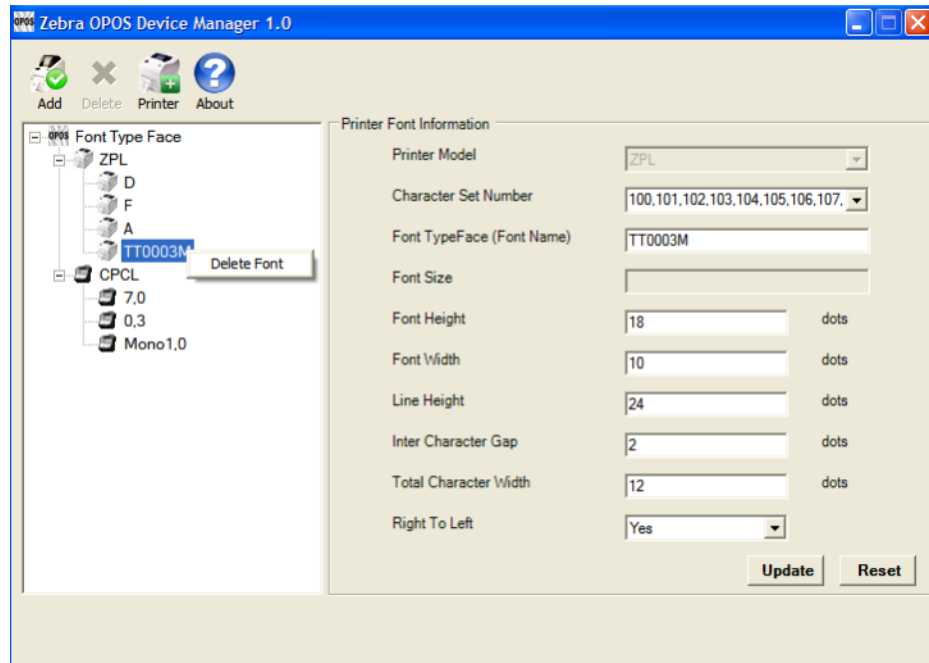 OPOS Zebra OPOS Device Manager 1.0
Add Delete Printer About
OPOS Font Type Face
ZPL
D
F
A
TT0003M
Delete Font
CPCL
7,0
0,3
Mono1,0
Printer Font Information
Printer Model ZPL
Character Set Number 100,101,102,103,104,105,106,107,
Font TypeFace (Font Name) TT0003M
Font Size
Font Height 18 dots
Font Width 10 dots
Line Height 24 dots
Inter Character Gap 2 dots
Total Character Width 12 dots
Right To Left Yes
Update Reset